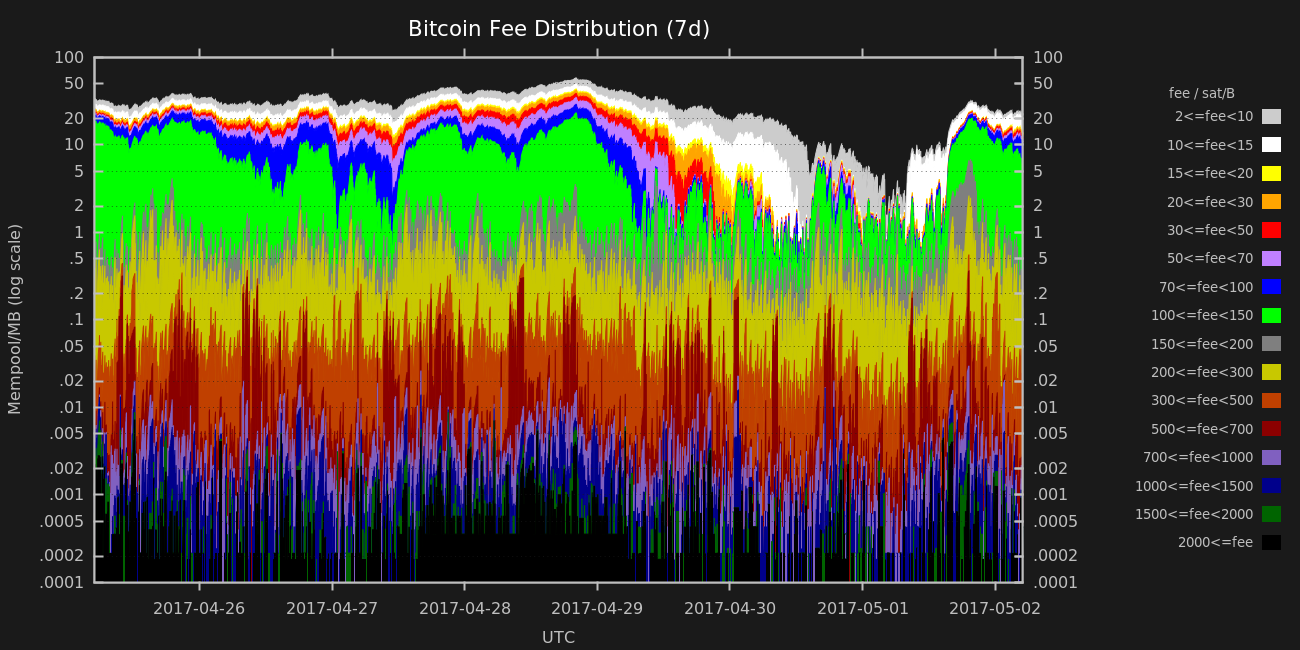 Bitcoin Fee Distribution (7d)
100 100
50 50
20 20
10 10
5 5
2 2
1 1
.5 .5
.2 .2
.1 .1
.05 .05
.02 .02
.01 .01
.005 .005
.002 .002
.001 .001
.0005 .0005
.0002 .0002
.0001 .0001
Mempool/MB (log scale)
2017-04-26 2017-04-27 2017-04-28 2017-04-29 2017-04-30 2017-05-01 2017-05-02
UTC
fee / sat/B
2<=fee<10
10<=fee<15
15<=fee<20
20<=fee<30
30<=fee<50
50<=fee<70
70<=fee<100
100<=fee<150
150<=fee<200
200<=fee<300
300<=fee<500
500<=fee<700
700<=fee<1000
1000<=fee<1500
1500<=fee<2000
2000<=fee